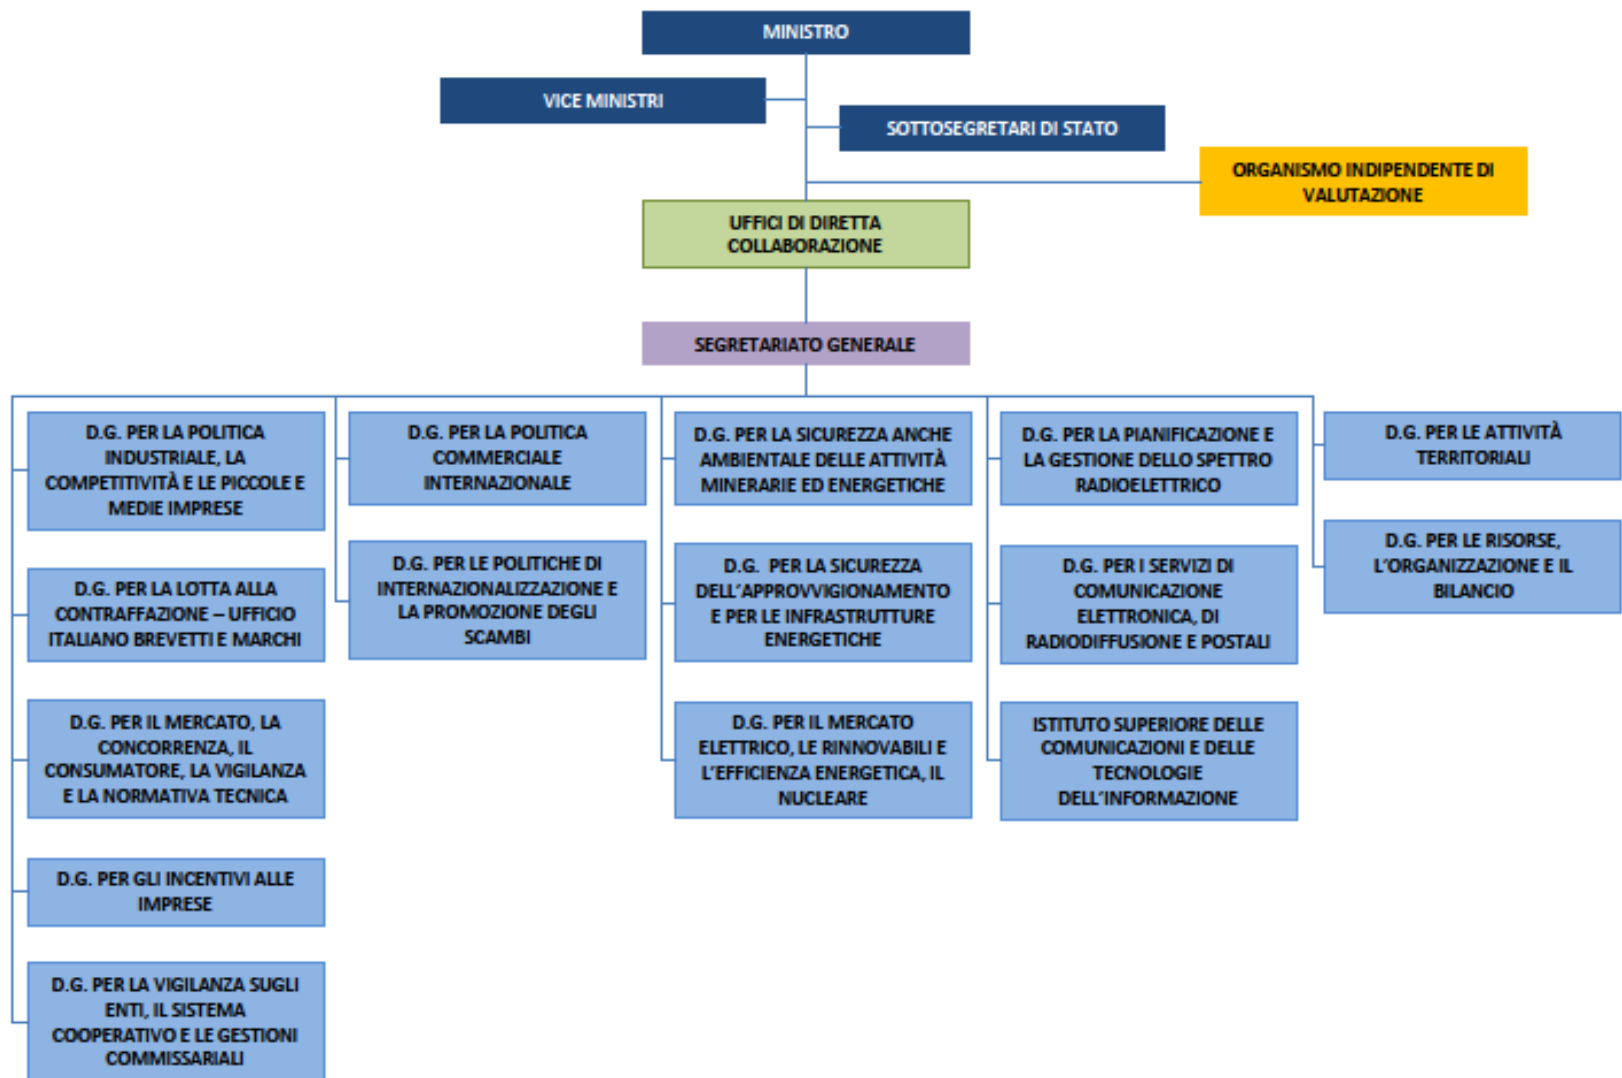 MINISTRO
VICE MINISTRI
SOTTOSEGRETARI DI STATO
ORGANISMO INDIPENDENTE DI
VALUTAZIONE
UFFICI DI DIRETTA
COLLABORAZIONE
SEGRETARIATO GENERALE
D.G. PER LA POLITICA
INDUSTRIALE, LA
COMPETITIVITÀ E LE PICCOLE E
MEDIE IMPRESE
D.G. PER LA LOTTA ALLA
CONTRAFFAZIONE – UFFICIO
ITALIANO BREVETTI E MARCHI
D.G. PER IL MERCATO, LA
CONCORRENZA, IL
CONSUMATORE, LA VIGILANZA
E LA NORMATIVA TECNICA
D.G. PER GLI INCENTIVI ALLE
IMPRESE
D.G. PER LA VIGILANZA SUGLI
ENTI, IL SISTEMA
COOPERATIVO E LE GESTIONI
COMMISSARIALI
D.G. PER LA POLITICA
COMMERCIALE
INTERNAZIONALE
D.G. PER LE POLITICHE DI
INTERNAZIONALIZZAZIONE E
LA PROMOZIONE DEGLI
SCAMBI
D.G. PER LA SICUREZZA ANCHE
AMBIENTALE DELLE ATTIVITÀ
MINERARIE ED ENERGETICHE
D.G. PER LA SICUREZZA
DELL'APPROVVIGIONAMENTO
E PER LE INFRASTRUTTURE
ENERGETICHE
D.G. PER IL MERCATO
ELETTRICO, LE RINNOVABILI E
L'EFFICIENZA ENERGETICA, IL
NUCLEARE
D.G. PER LA PIANIFICAZIONE E
LA GESTIONE DELLO SPETTRO
RADIOELETTRICO
D.G. PER I SERVIZI DI
COMUNICAZIONE
ELETTRONICA, DI
RADIODIFFUSIONE E POSTALI
ISTITUTO SUPERIORE DELLE
COMUNICAZIONI E DELLE
TECNOLOGIE
DELL'INFORMAZIONE
D.G. PER LE ATTIVITÀ
TERRITORIALI
D.G. PER LE RISORSE,
L'ORGANIZZAZIONE E IL
BILANCIO